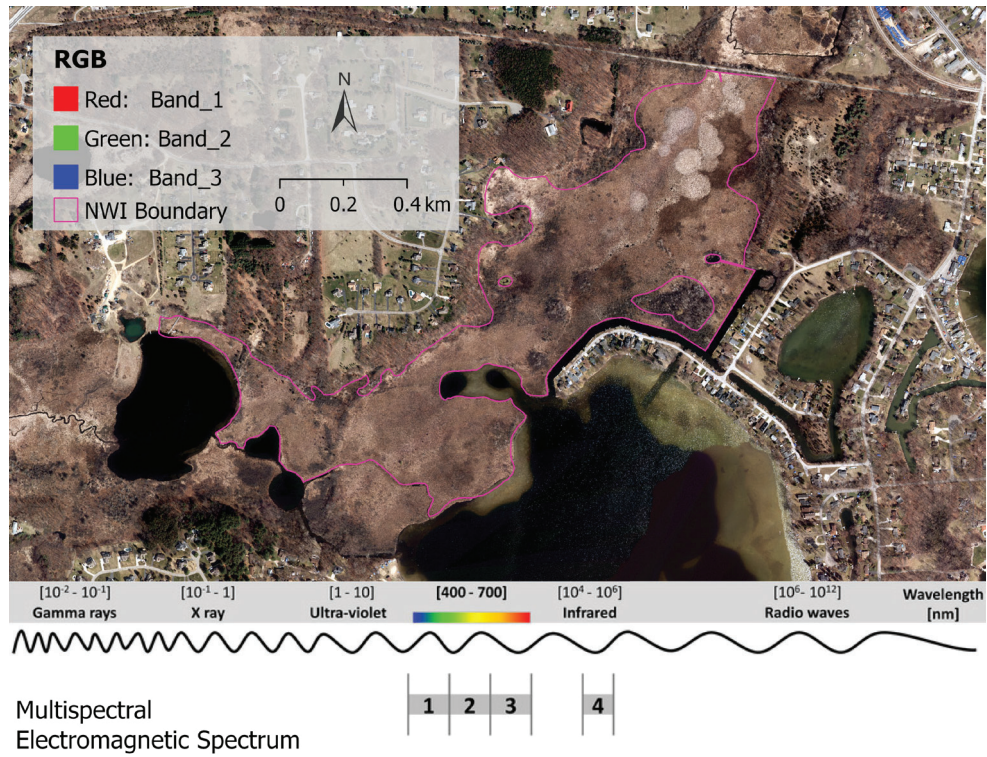 RGB
Red: Band_1
Green: Band_2
Blue: Band_3
NWI Boundary
N
0 0.2 0.4 km
[10⁻² - 10⁻¹] [10⁻¹ - 1] [1 - 10] [400 - 700] [10⁴ - 10⁶] [10⁶ - 10¹²] Wavelength
Gamma rays X ray Ultra-violet Infrared Radio waves [nm]
1 2 3 4
Multispectral
Electromagnetic Spectrum